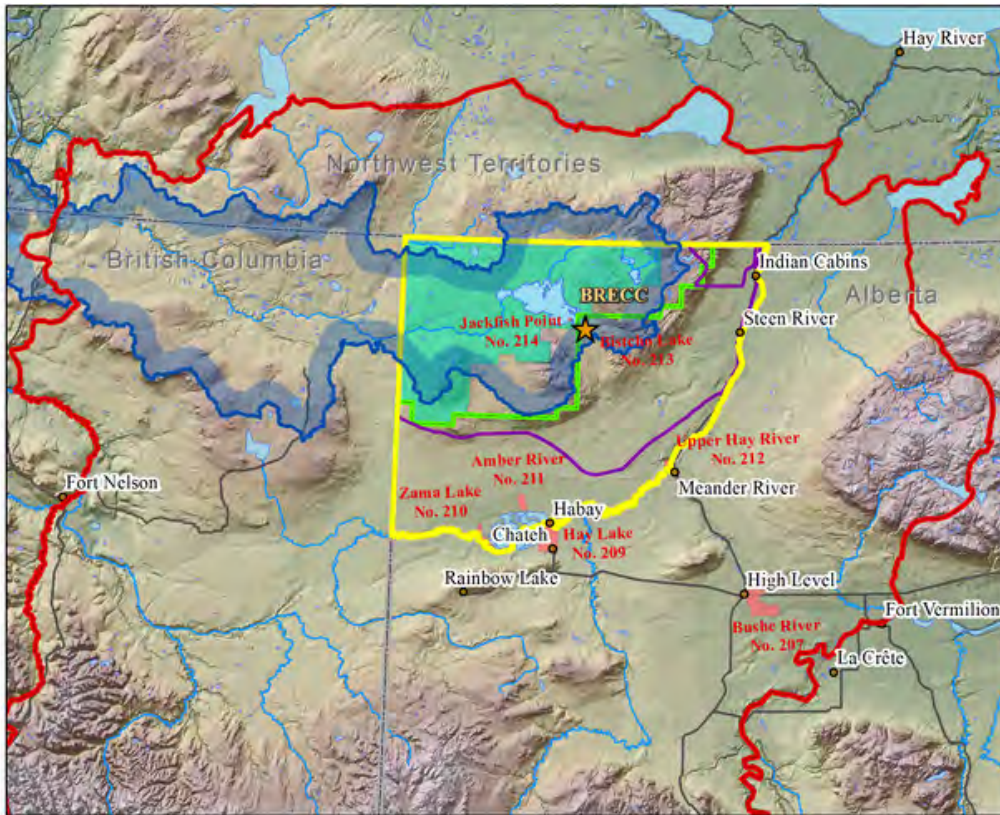 Hay River
Northwest Territories
British Columbia
Indian Cabins
BRECC
Alberta
Jackfish Point
No. 214
Steen River
Bistcho Lake
No. 213
Upper Hay River
No. 212
Amber River
No. 211
Meander River
Fort Nelson
Zama Lake
No. 210
Habay
Chateh
Hay Lake
No. 209
Rainbow Lake
High Level
Fort Vermilion
Bushe River
No. 207
La Crête